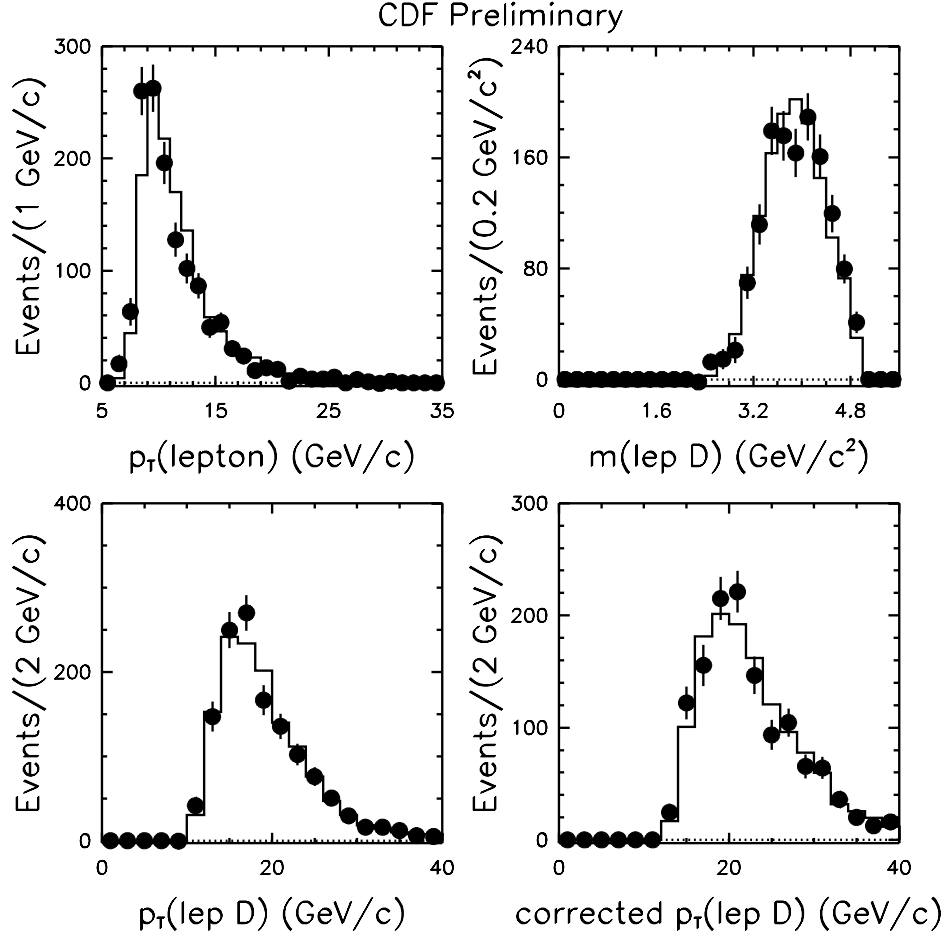 CDF Preliminary
Events/(1 GeV/c)
300
200
100
0
5 15 25 35
p_T(lepton) (GeV/c)
Events/(0.2 GeV/c²)
240
160
80
0
0 1.6 3.2 4.8
m(lep D) (GeV/c²)
Events/(2 GeV/c)
400
200
0
0 20 40
p_T(lep D) (GeV/c)
Events/(2 GeV/c)
300
200
100
0
0 20 40
corrected p_T(lep D) (GeV/c)